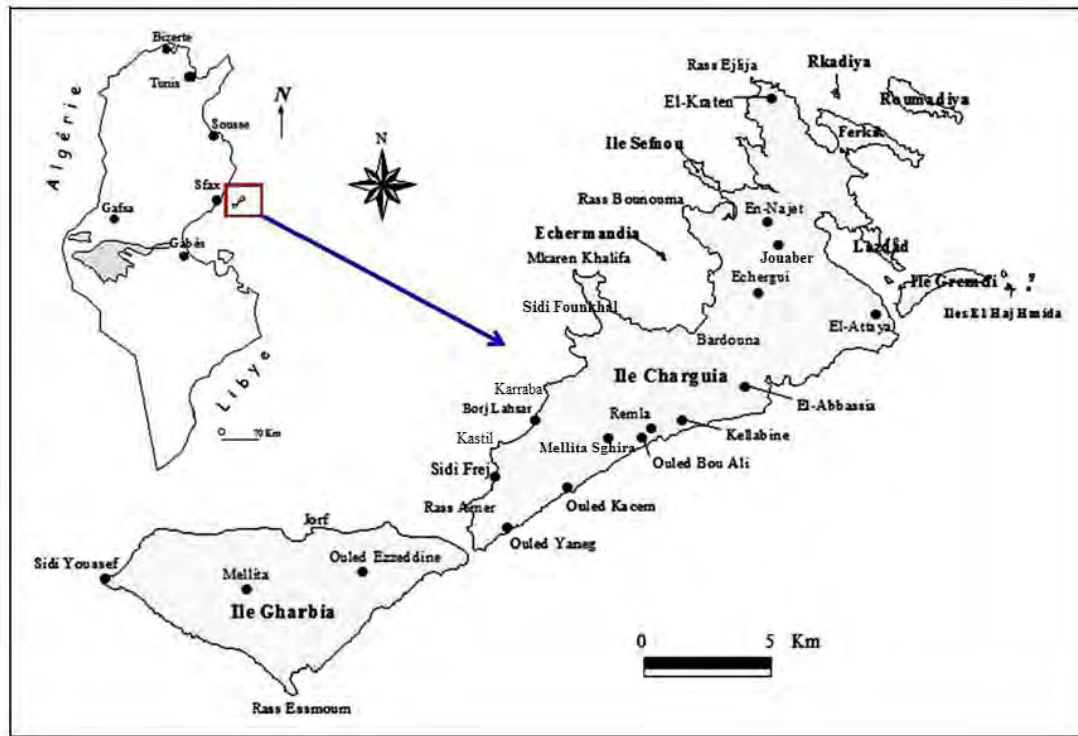 Bizerte
Tunis
Algérie
N
Sousse
Sfax
Gafsa
Gabès
Libye
0 70 Km
N
Rass Ejlija
Rkadiya
El-Kraten
Roumadiya
Ferkik
Ile Sefnou
Rass Bounouma
En-Najet
Echermandia
Jouaber
Lazdad
Mkaren Khalifa
Echergui
Ile Gremdi
Sidi Founkhal
Iles El Haj Hmida
El-Attaya
Bardouna
Ile Charguia
Karraba
El-Abbassia
Borj Lahsar
Remla
Kellabine
Kastil
Mellita Sghira
Ouled Bou Ali
Sidi Frej
Rass Amer
Ouled Kacem
Ouled Yaneg
Jorf
Sidi Youssef
Ouled Ezzeddine
Mellita
Ile Gharbia
0 5 Km
Rass Essmoum